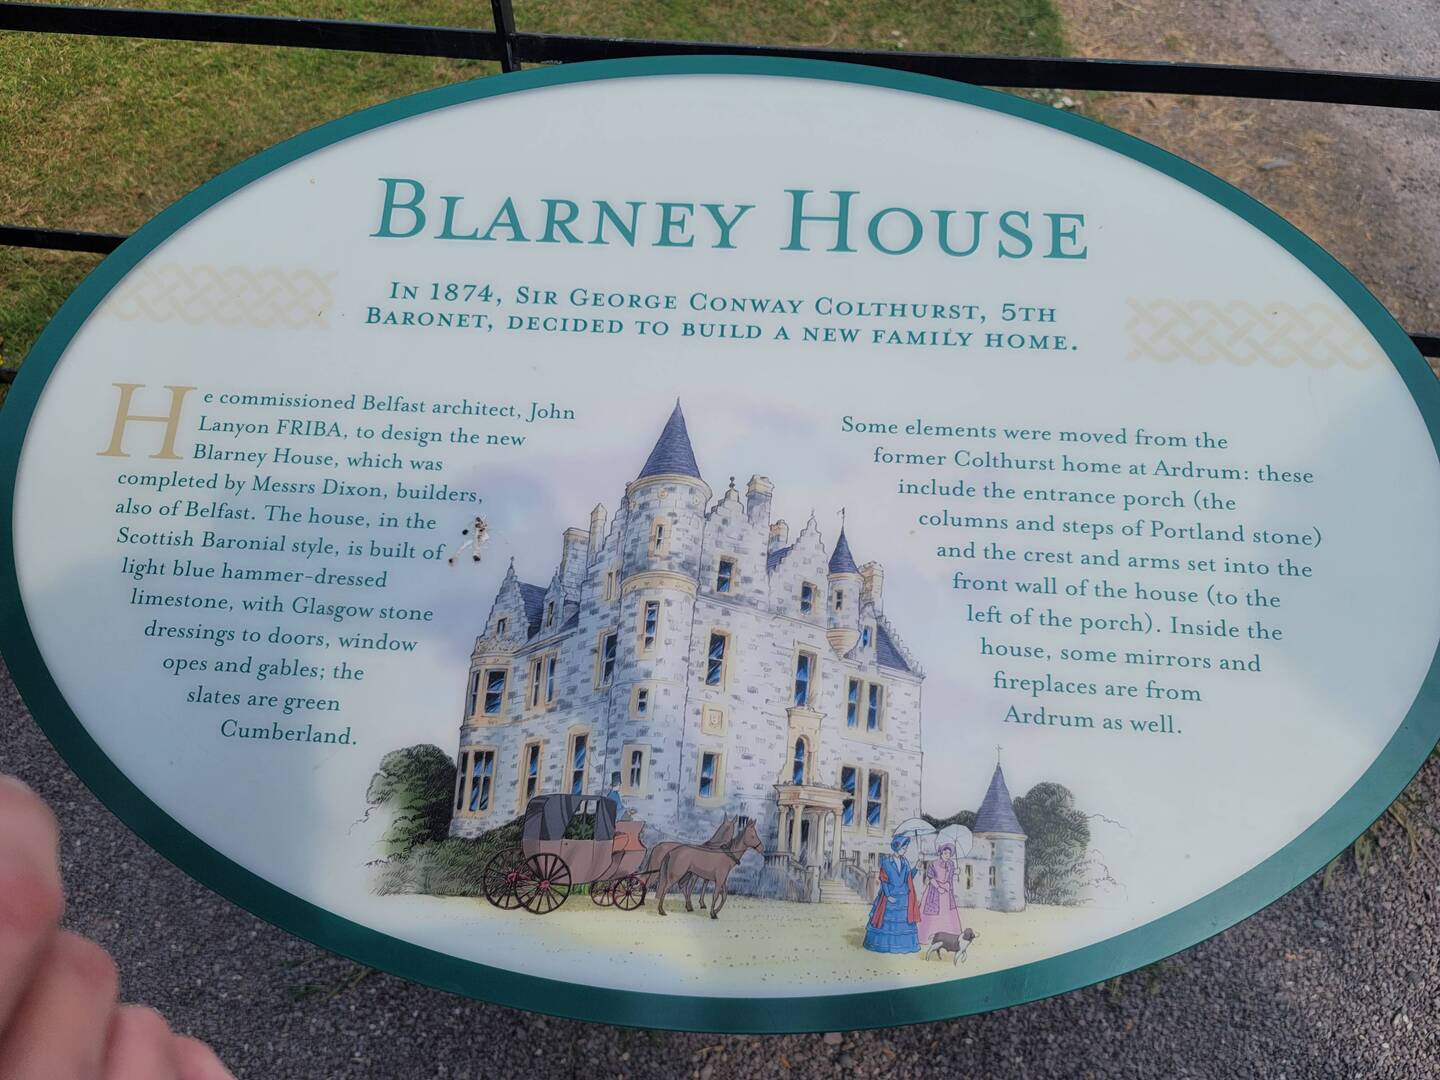 BLARNEY HOUSE
IN 1874, SIR GEORGE CONWAY COLTHURST, 5TH
BARONET, DECIDED TO BUILD A NEW FAMILY HOME.
He commissioned Belfast architect, John
Lanyon FRIBA, to design the new
Blarney House, which was
completed by Messrs Dixon, builders,
also of Belfast. The house, in the
Scottish Baronial style, is built of
light blue hammer-dressed
limestone, with Glasgow stone
dressings to doors, window
opes and gables; the
slates are green
Cumberland.
Some elements were moved from the
former Colthurst home at Ardrum: these
include the entrance porch (the
columns and steps of Portland stone)
and the crest and arms set into the
front wall of the house (to the
left of the porch). Inside the
house, some mirrors and
fireplaces are from
Ardrum as well.